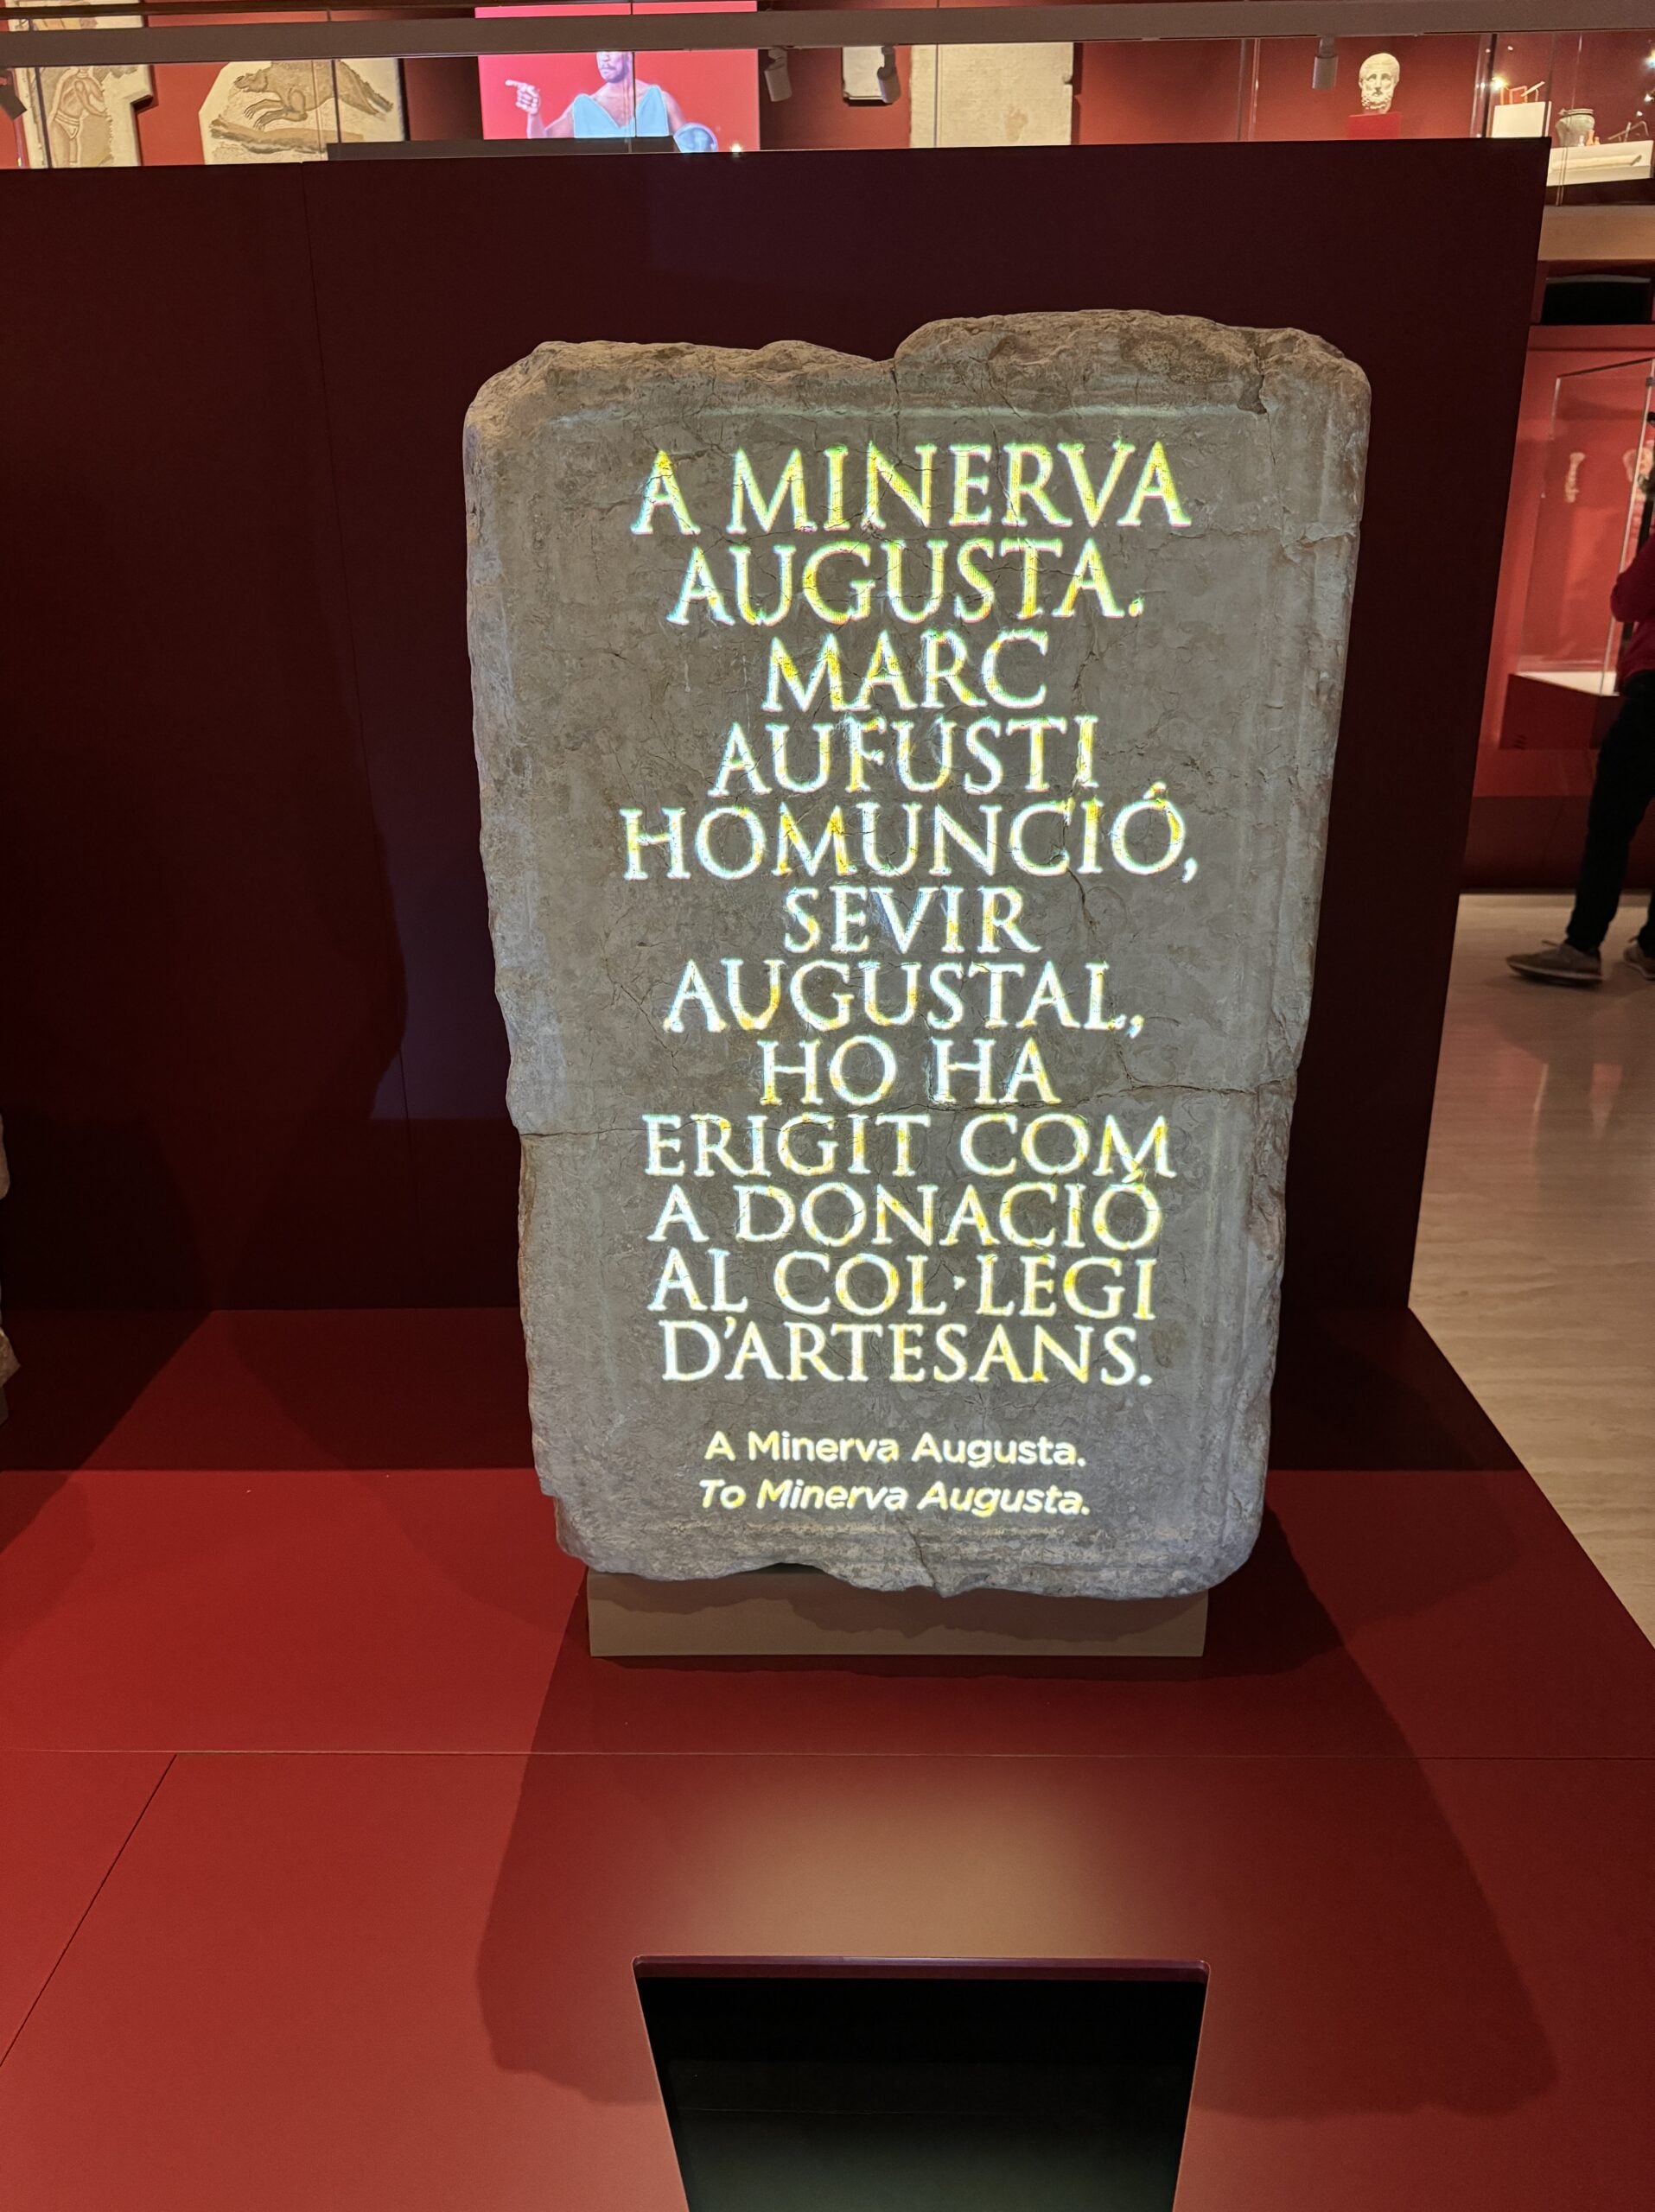 A MINERVA
AUGUSTA.
MARC
AUFUSTI
HOMUNCIÓ,
SEVIR
AUGUSTAL,
HO HA
ERIGIT COM
A DONACIÓ
AL COL·LEGI
D'ARTESANS.
A Minerva Augusta.
To Minerva Augusta.